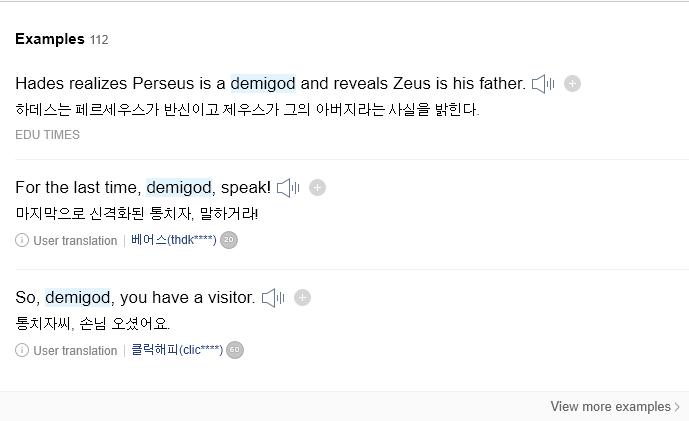 Examples 112
Hades realizes Perseus is a demigod and reveals Zeus is his father.
하데스는 페르세우스가 반신이고 제우스가 그의 아버지라는 사실을 밝힌다.
EDU TIMES
For the last time, demigod, speak!
마지막으로 신격화된 통치자, 말하거라!
User translation | 베어스(thdk****) 20
So, demigod, you have a visitor.
통치자씨, 손님 오셨어요.
User translation | 클럭해피(clic****) 60
View more examples